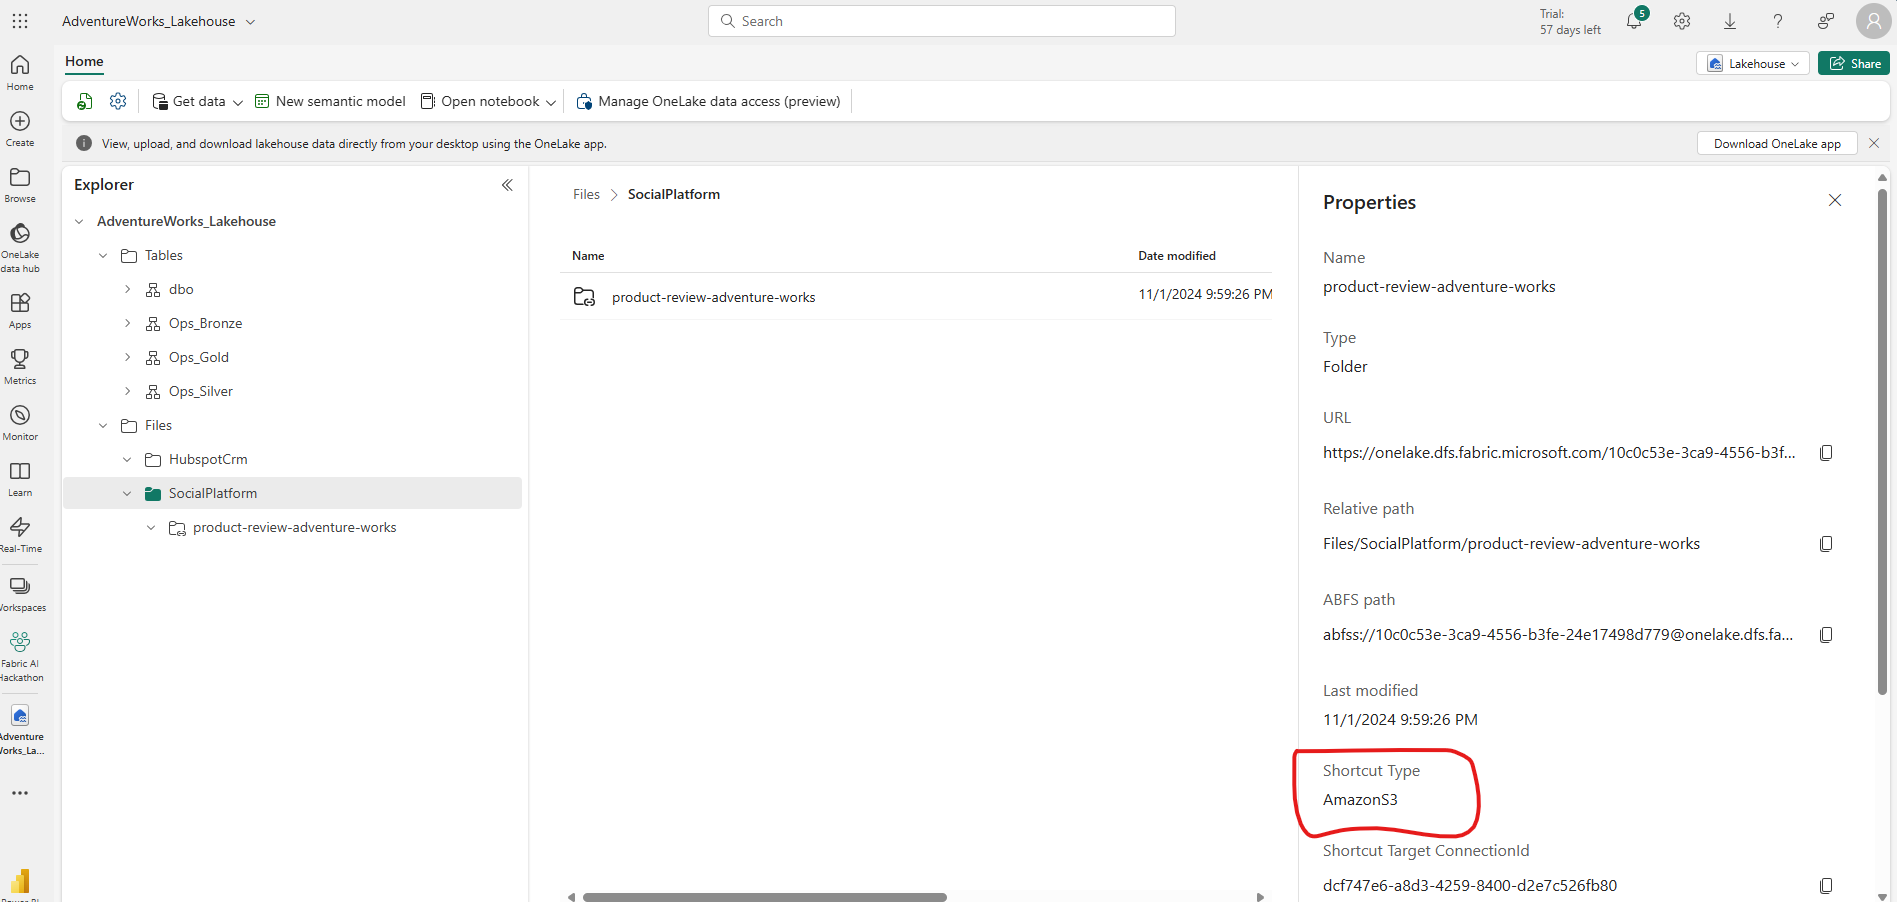 AdventureWorks_Lakehouse
Search
Trial:
57 days left
5
Home
Lakehouse
Share
Get data
New semantic model
Open notebook
Manage OneLake data access (preview)
View, upload, and download lakehouse data directly from your desktop using the OneLake app.
Download OneLake app
Home
Create
Browse
OneLake
data hub
Apps
Metrics
Monitor
Learn
Real-Time
Workspaces
Fabric AI
Hackathon
Adventure
Works_La...
Explorer
AdventureWorks_Lakehouse
Tables
dbo
Ops_Bronze
Ops_Gold
Ops_Silver
Files
HubspotCrm
SocialPlatform
product-review-adventure-works
Files
SocialPlatform
Name
Date modified
product-review-adventure-works
11/1/2024 9:59:26 PM
Properties
Name
product-review-adventure-works
Type
Folder
URL
https://onelake.dfs.fabric.microsoft.com/10c0c53e-3ca9-4556-b3f...
Relative path
Files/SocialPlatform/product-review-adventure-works
ABFS path
abfss://10c0c53e-3ca9-4556-b3fe-24e17498d779@onelake.dfs.fa...
Last modified
11/1/2024 9:59:26 PM
Shortcut Type
AmazonS3
Shortcut Target ConnectionId
dcf747e6-a8d3-4259-8400-d2e7c526fb80